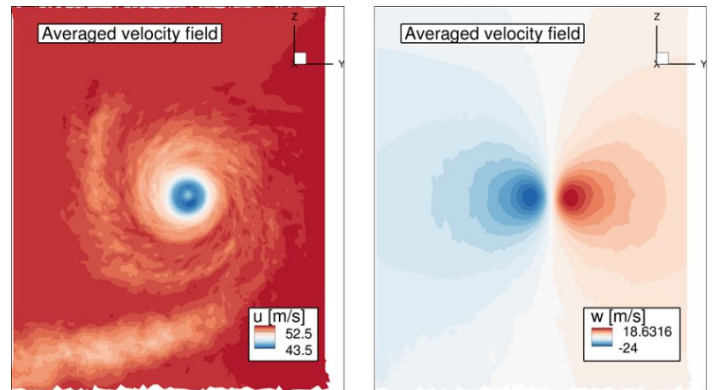 Averaged velocity field
Z
X
Y
u [m/s]
52.5
43.5
Averaged velocity field
Z
X
Y
w [m/s]
18.6316
-24